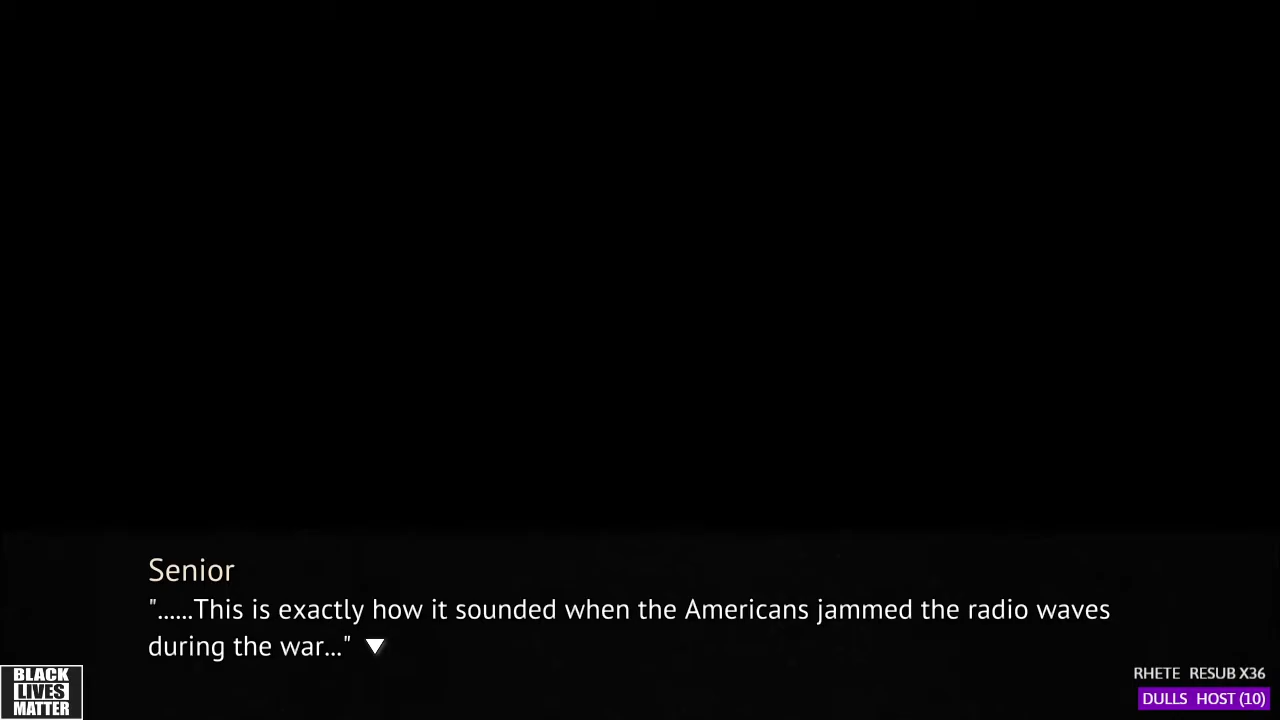 Senior
"......This is exactly how it sounded when the Americans jammed the radio waves
during the war..."
BLACK
LIVES
MATTER
RHETE RESUB X36
DULLS HOST (10)